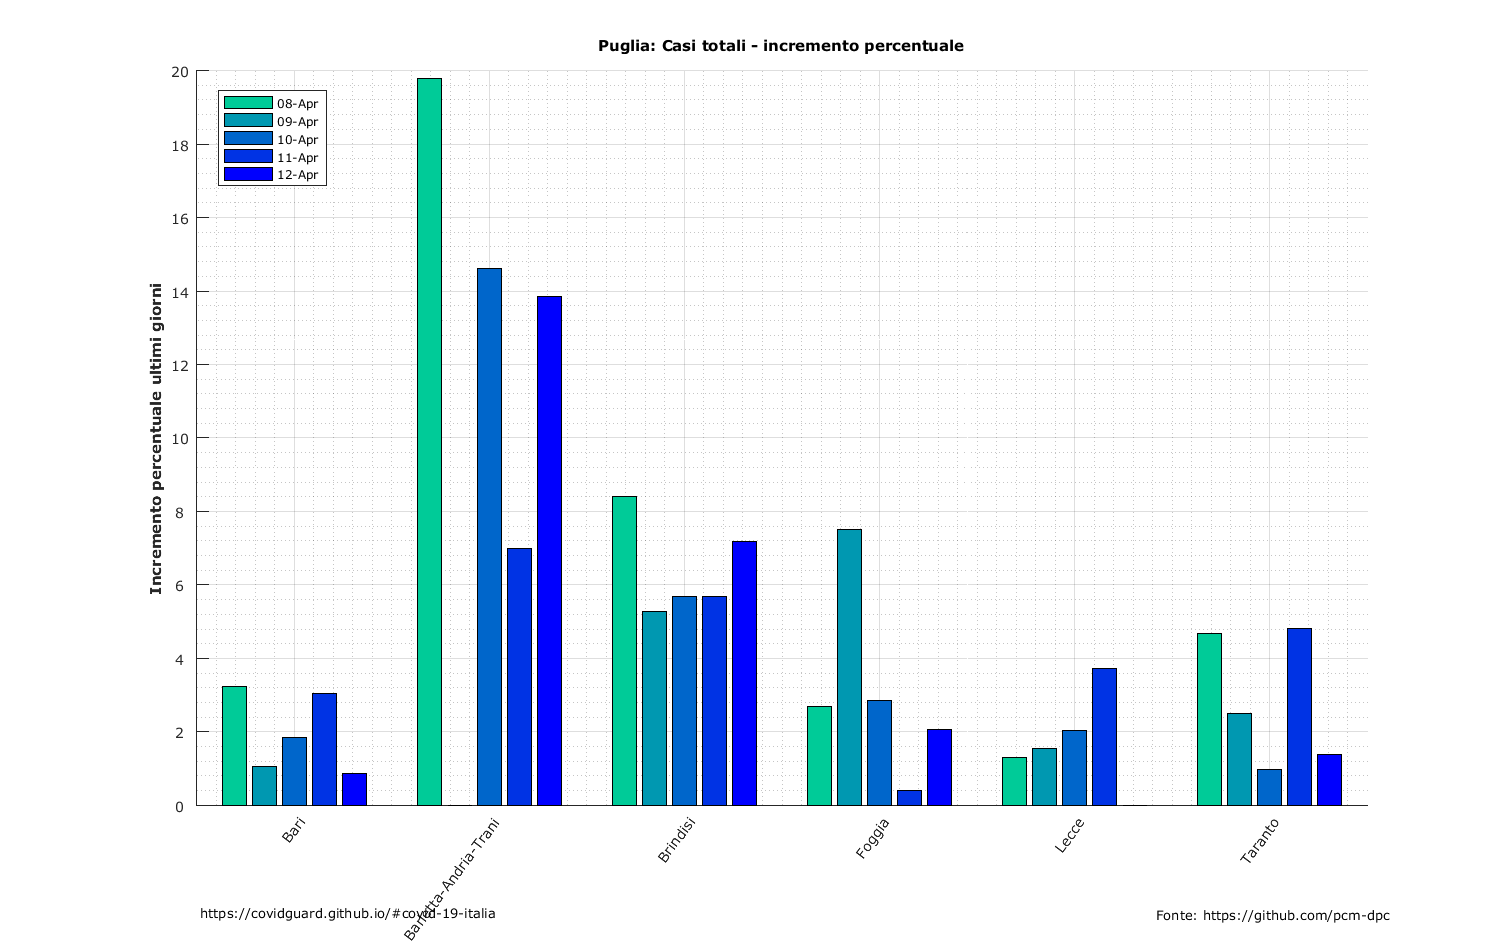 Puglia: Casi totali - incremento percentuale
Incremento percentuale ultimi giorni
20
18
16
14
12
10
8
6
4
2
0
08-Apr
09-Apr
10-Apr
11-Apr
12-Apr
Bari
Barletta-Andria-Trani
Brindisi
Foggia
Lecce
Taranto
https://covidguard.github.io/#covid-19-italia
Fonte: https://github.com/pcm-dpc